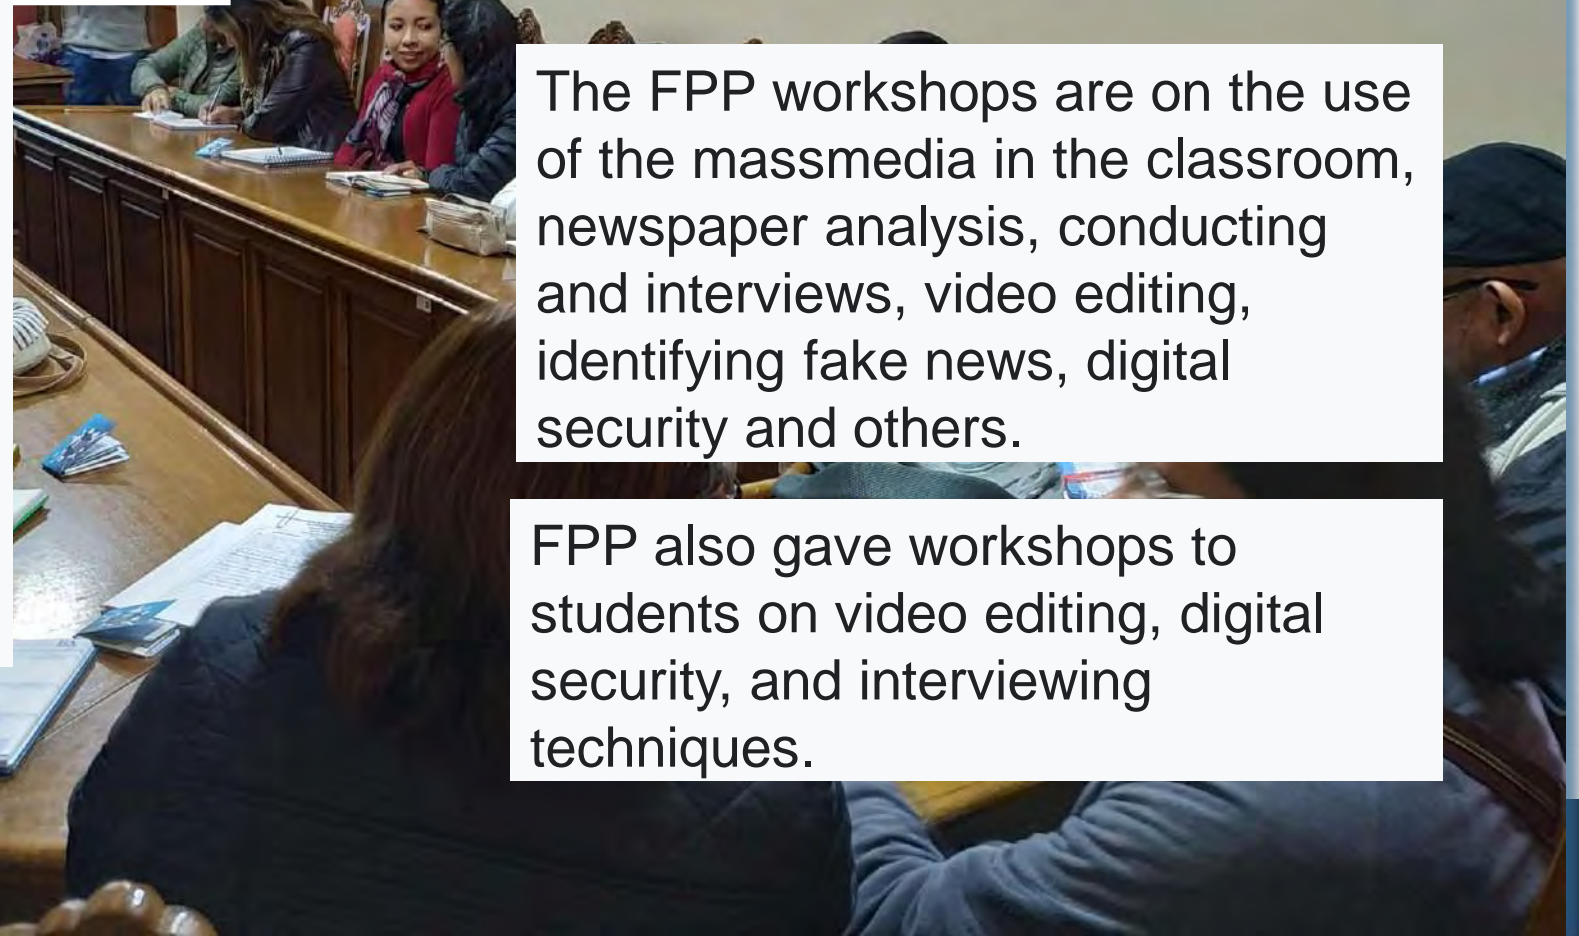 The FPP workshops are on the use
of the massmedia in the classroom,
newspaper analysis, conducting
and interviews, video editing,
identifying fake news, digital
security and others.
FPP also gave workshops to
students on video editing, digital
security, and interviewing
techniques.